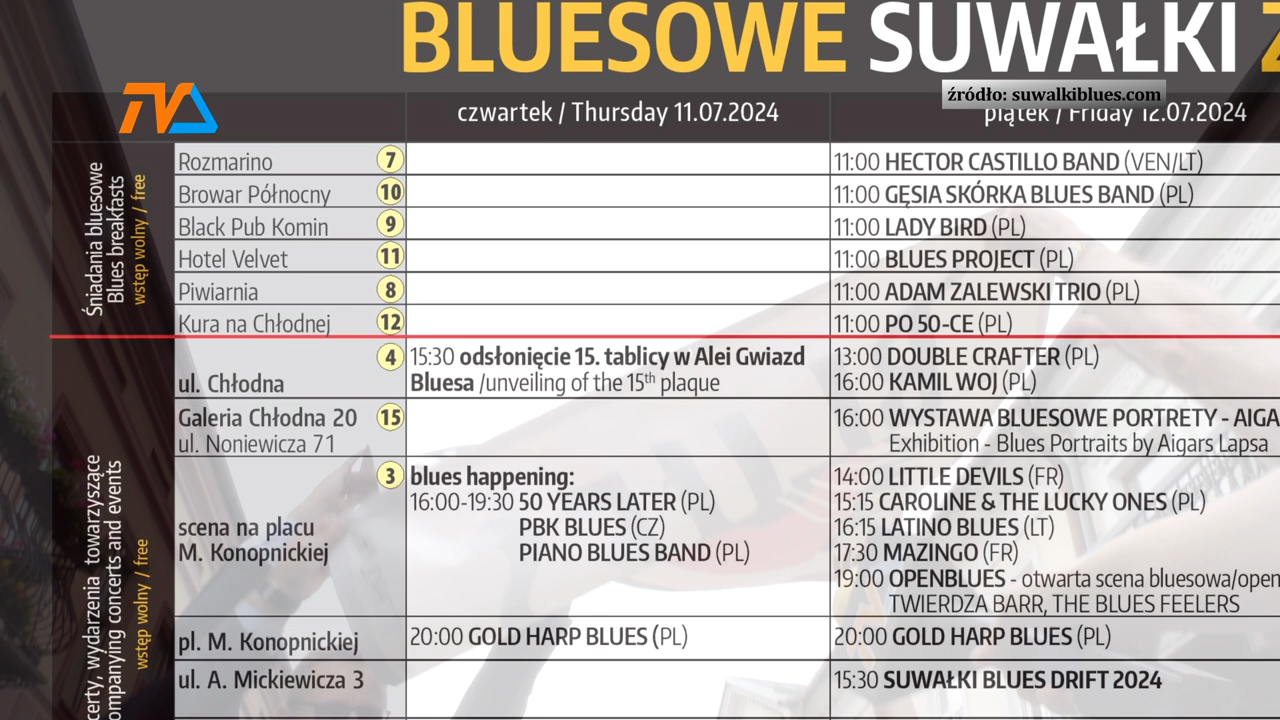 BLUESOWE SUWAŁKI
TVA
źródło: suwalkiblues.com
czwartek / Thursday 11.07.2024
piątek / Friday 12.07.2024
Śniadania bluesowe
Blues breakfasts
wstęp wolny / free
Rozmarino 7
11:00 HECTOR CASTILLO BAND (VEN/LT)
Browar Północny 10
11:00 GĘSIA SKÓRKA BLUES BAND (PL)
Black Pub Komin 9
11:00 LADY BIRD (PL)
Hotel Velvet 11
11:00 BLUES PROJECT (PL)
Piwiarnia 8
11:00 ADAM ZALEWSKI TRIO (PL)
Kura na Chłodnej 12
11:00 PO 50-CE (PL)
certy, wydarzenia towarzyszące
ompanying concerts and events
wstęp wolny / free
ul. Chłodna 4
15:30 odsłonięcie 15. tablicy w Alei Gwiazd
Bluesa /unveiling of the 15th plaque
13:00 DOUBLE CRAFTER (PL)
16:00 KAMIL WOJ (PL)
Galeria Chłodna 20 15
ul. Noniewicza 71
16:00 WYSTAWA BLUESOWE PORTRETY - AIGA
Exhibition - Blues Portraits by Aigars Lapsa
scena na placu 3
M. Konopnickiej
blues happening:
16:00-19:30 50 YEARS LATER (PL)
PBK BLUES (CZ)
PIANO BLUES BAND (PL)
14:00 LITTLE DEVILS (FR)
15:15 CAROLINE & THE LUCKY ONES (PL)
16:15 LATINO BLUES (LT)
17:30 MAZINGO (FR)
19:00 OPENBLUES - otwarta scena bluesowa/open
TWIERDZA BARR, THE BLUES FEELERS
pl. M. Konopnickiej
20:00 GOLD HARP BLUES (PL)
20:00 GOLD HARP BLUES (PL)
ul. A. Mickiewicza 3
15:30 SUWAŁKI BLUES DRIFT 2024